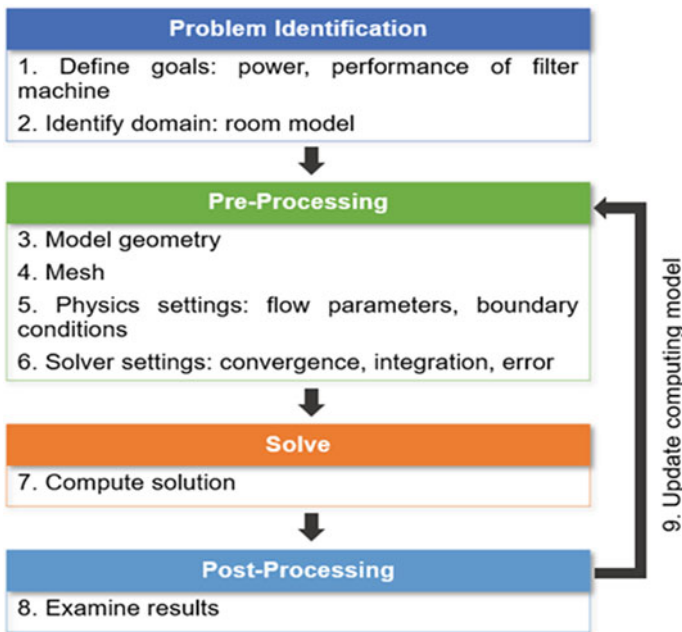 Problem Identification
1. Define goals: power, performance of filter
machine
2. Identify domain: room model
Pre-Processing
3. Model geometry
4. Mesh
5. Physics settings: flow parameters, boundary
conditions
6. Solver settings: convergence, integration, error
Solve
7. Compute solution
Post-Processing
8. Examine results
9. Update computing model